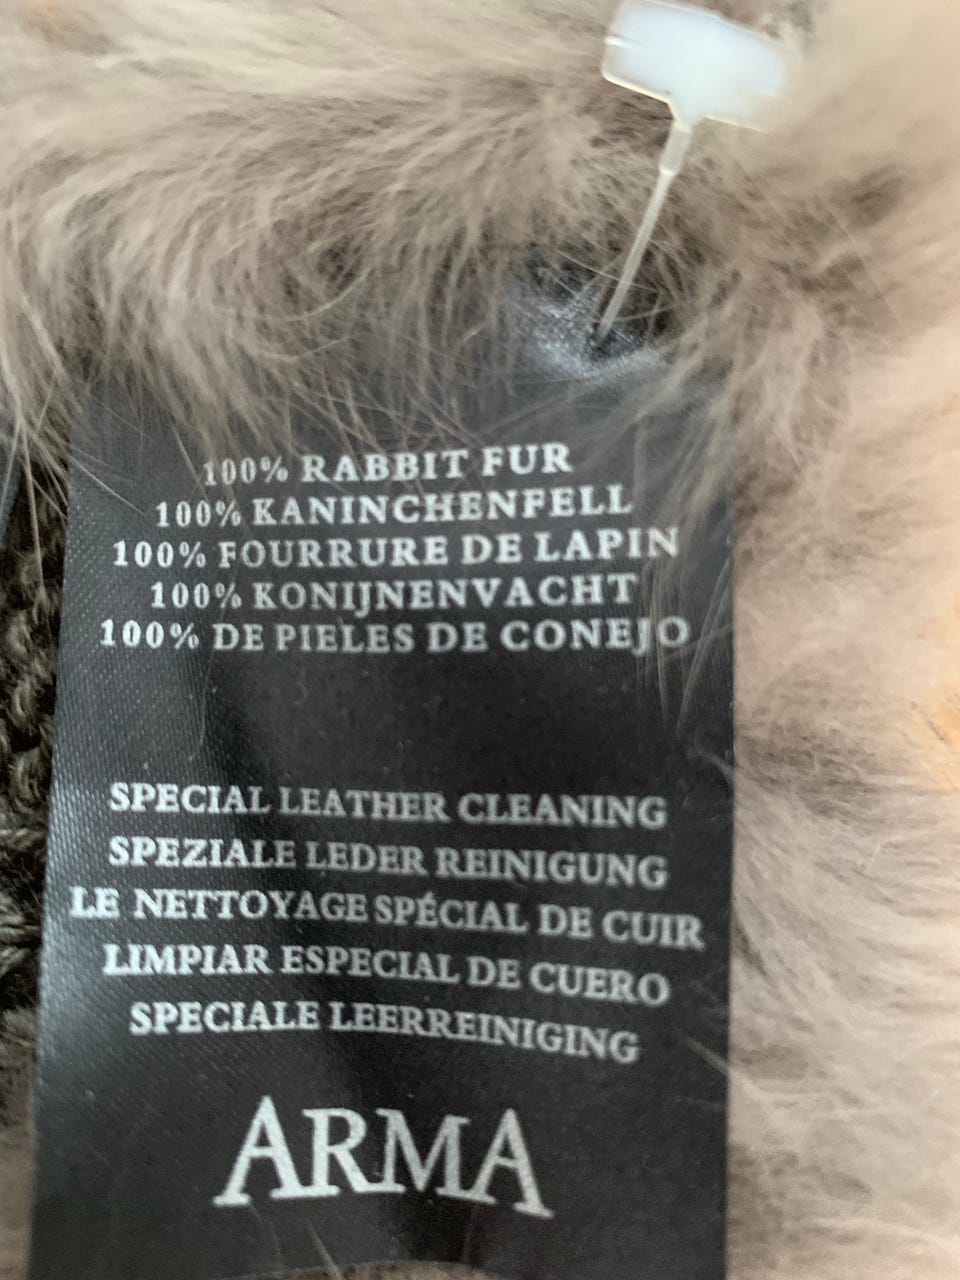 100% RABBIT FUR
100% KANINCHENFELL
100% FOURRURE DE LAPIN
100% KONIJNENVACHT
100% DE PIELES DE CONEJO
SPECIAL LEATHER CLEANING
SPEZIALE LEDER REINIGUNG
LE NETTOYAGE SPÉCIAL DE CUIR
LIMPIAR ESPECIAL DE CUERO
SPECIALE LEERREINIGING
ARMA